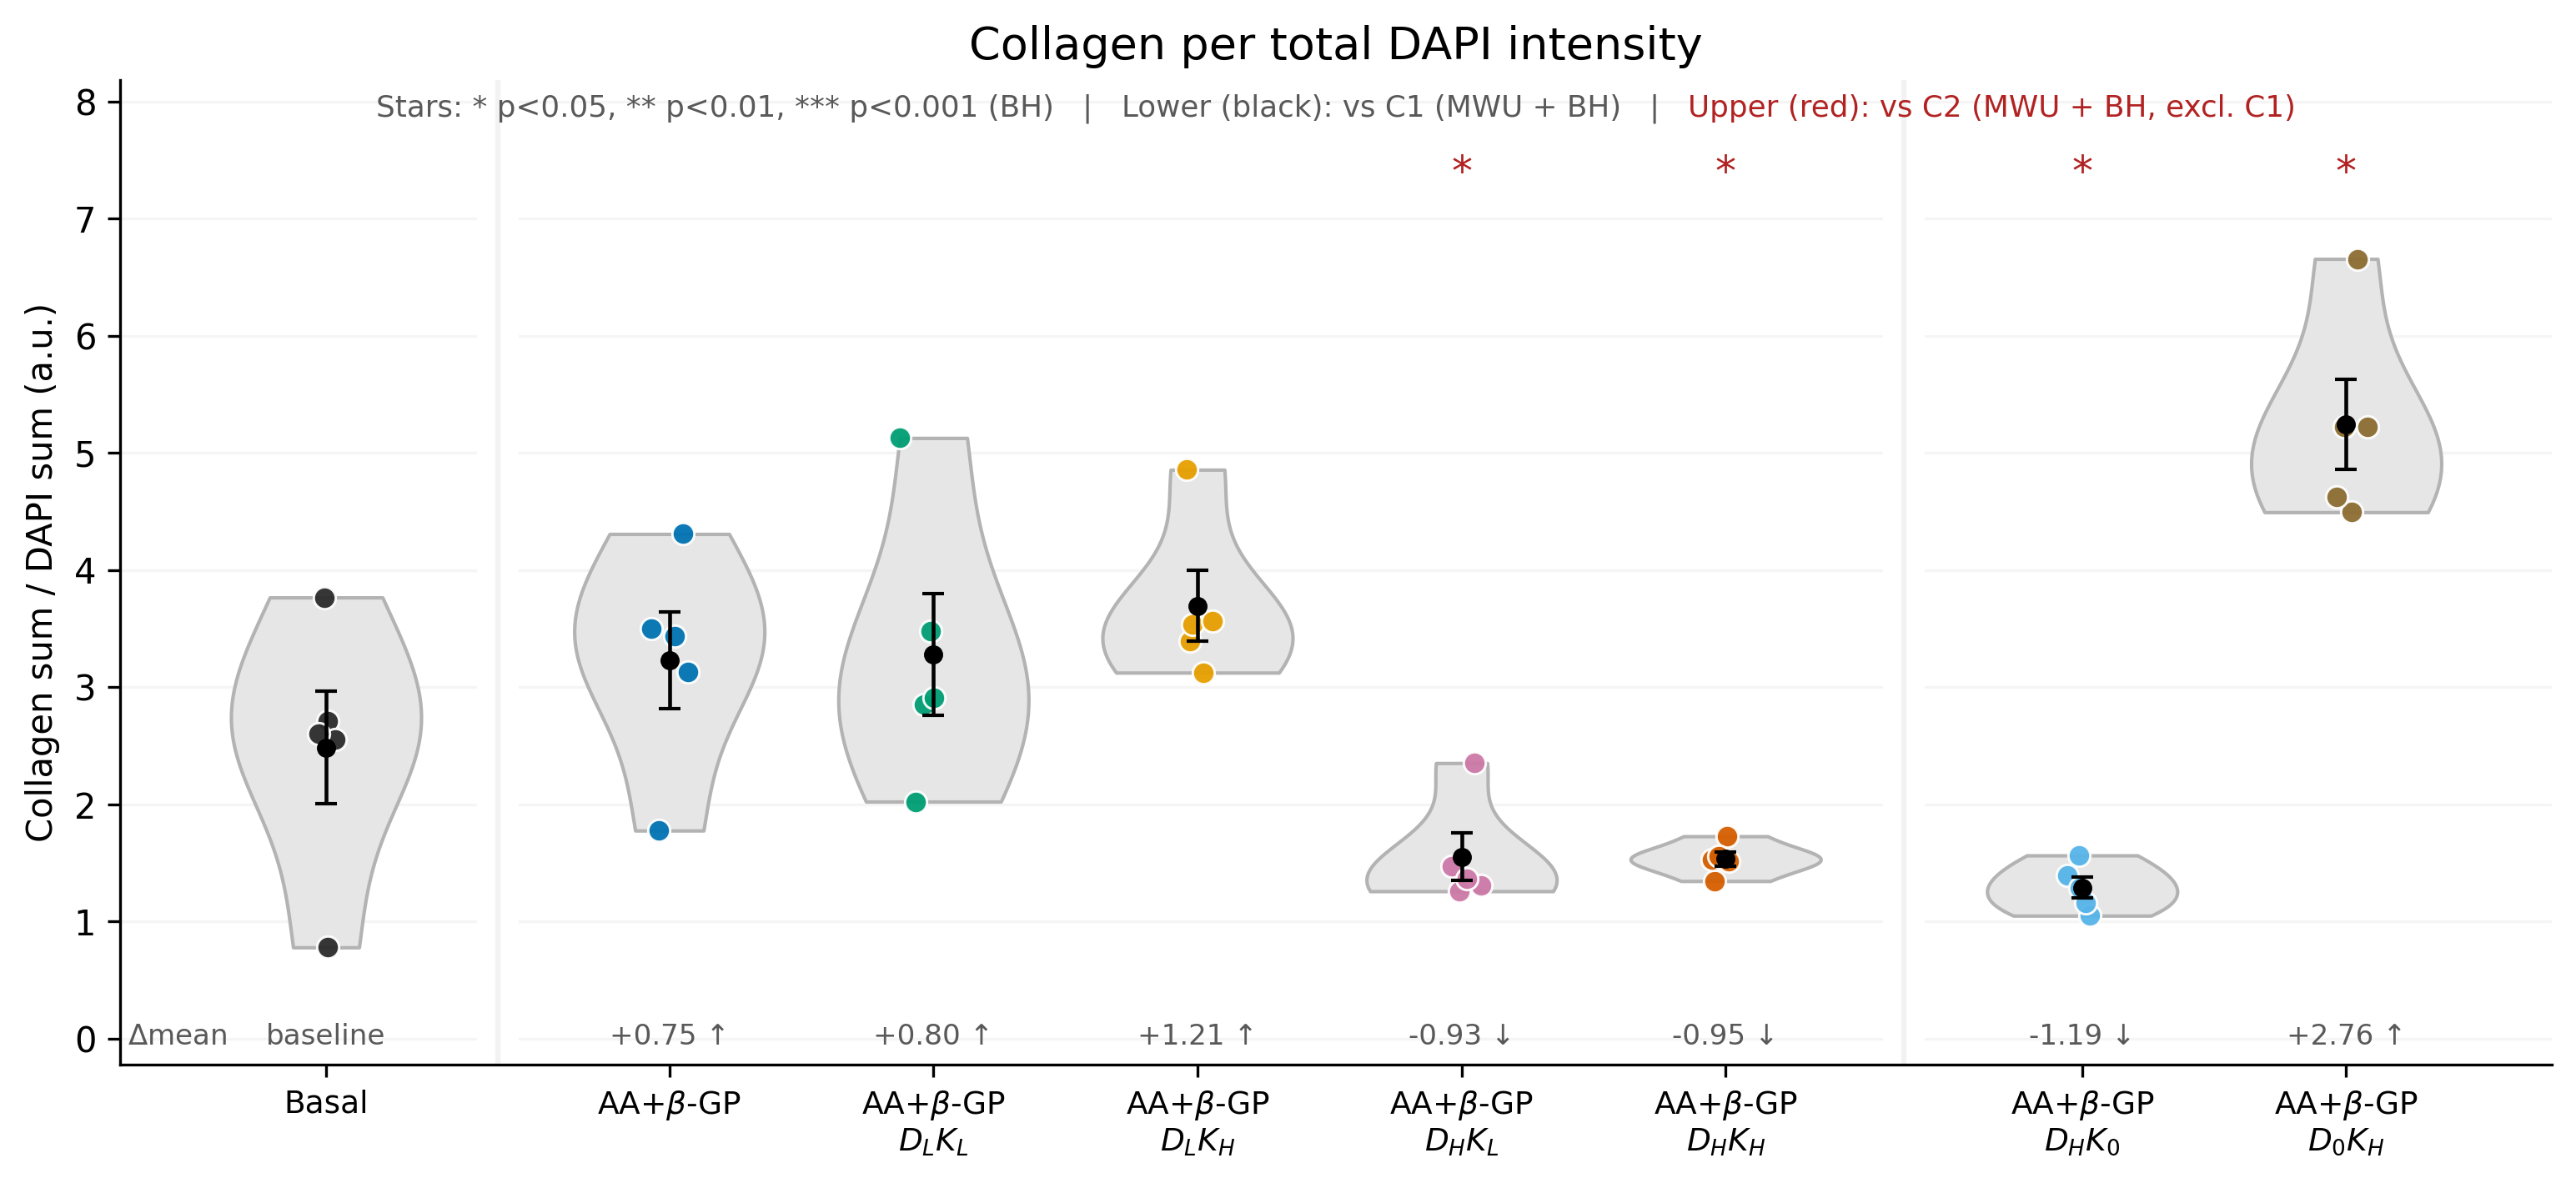 Collagen per total DAPI intensity
Stars: * p<0.05, ** p<0.01, *** p<0.001 (BH) | Lower (black): vs C1 (MWU + BH) | Upper (red): vs C2 (MWU + BH, excl. C1)
* * * *
Collagen sum / DAPI sum (a.u.)
8
7
6
5
4
3
2
1
0
Δmean baseline +0.75 ↑ +0.80 ↑ +1.21 ↑ -0.93 ↓ -0.95 ↓ -1.19 ↓ +2.76 ↑
Basal AA+β-GP AA+β-GP AA+β-GP AA+β-GP AA+β-GP AA+β-GP AA+β-GP
D_LK_L D_LK_H D_HK_L D_HK_H D_HK_0 D_0K_H